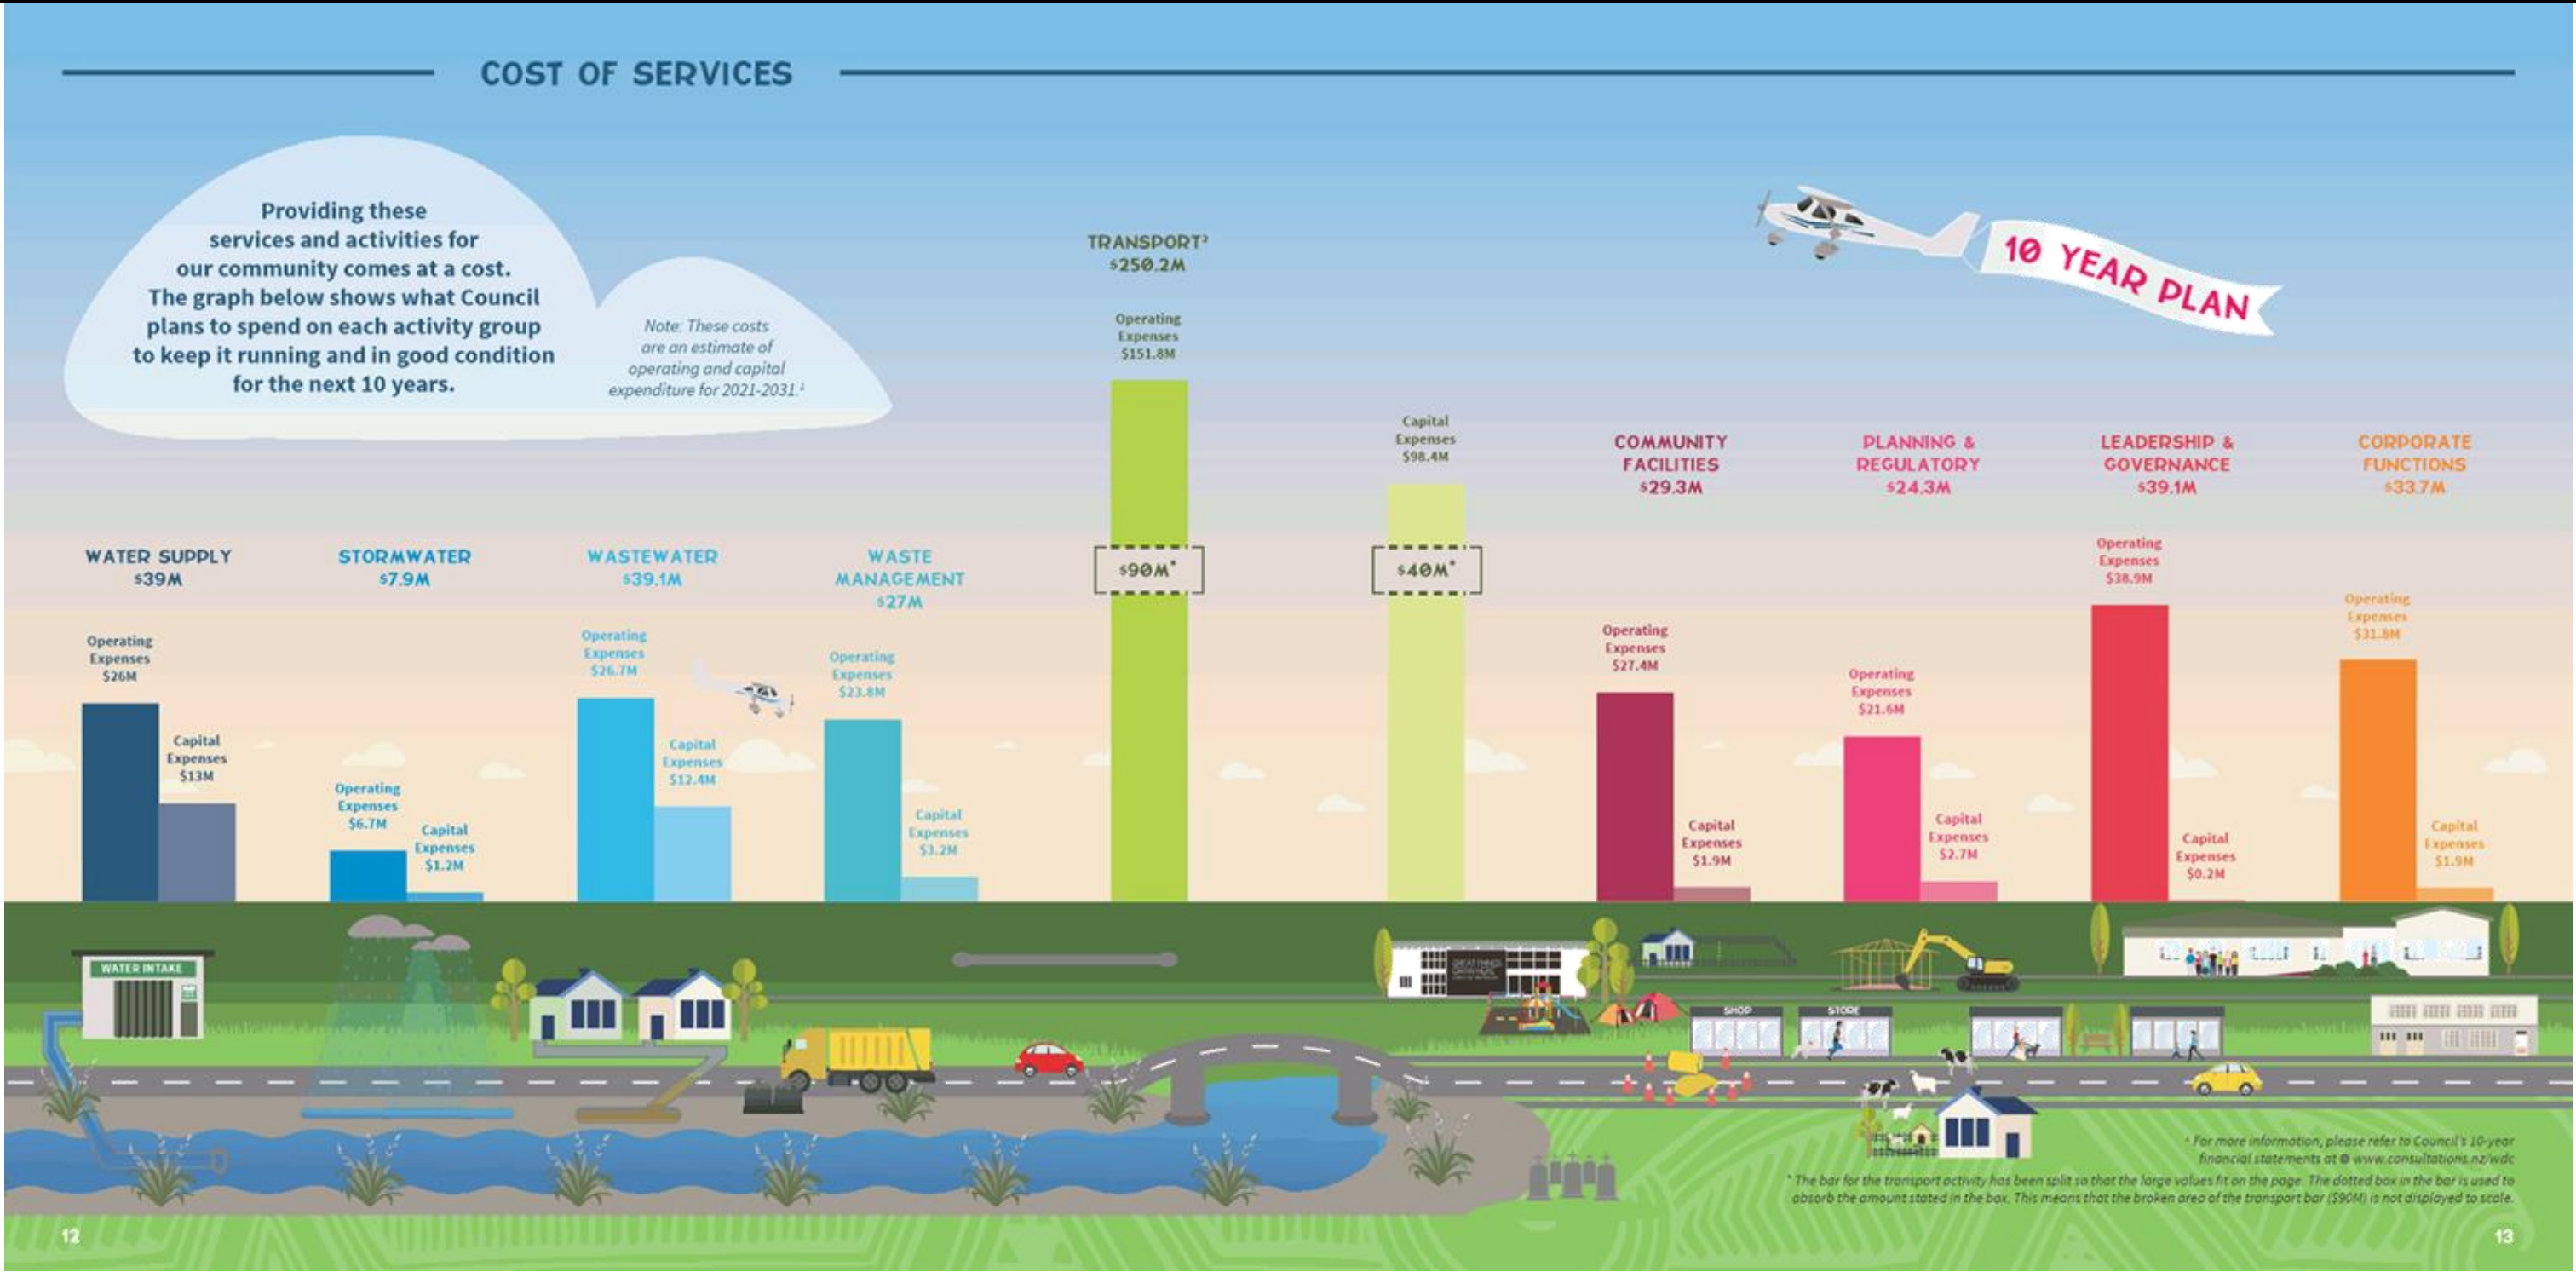 COST OF SERVICES
Providing these
services and activities for
our community comes at a cost.
The graph below shows what Council
plans to spend on each activity group
to keep it running and in good condition
for the next 10 years.
Note: These costs
are an estimate of
operating and capital
expenditure for 2021-2031.¹
10 YEAR PLAN
WATER SUPPLY
$39M
Operating
Expenses
$26M
Capital
Expenses
$13M
STORMWATER
$7.9M
Operating
Expenses
$6.7M
Capital
Expenses
$1.2M
WASTEWATER
$39.1M
Operating
Expenses
$26.7M
Capital
Expenses
$12.4M
WASTE
MANAGEMENT
$27M
Operating
Expenses
$23.8M
Capital
Expenses
$3.2M
TRANSPORT²
$250.2M
Operating
Expenses
$151.8M
$90M*
Capital
Expenses
$98.4M
$40M*
COMMUNITY
FACILITIES
$29.3M
Operating
Expenses
$27.4M
Capital
Expenses
$1.9M
PLANNING &
REGULATORY
$24.3M
Operating
Expenses
$21.6M
Capital
Expenses
$2.7M
LEADERSHIP &
GOVERNANCE
$39.1M
Operating
Expenses
$38.9M
Capital
Expenses
$0.2M
CORPORATE
FUNCTIONS
$33.7M
Operating
Expenses
$31.8M
Capital
Expenses
$1.9M
WATER INTAKE
SHOP
STORE
For more information, please refer to Council's 10-year
financial statements at www.consultations.nz/wdc
* The bar for the transport activity has been split so that the large values fit on the page. The dotted box in the bar is used to
absorb the amount stated in the box. This means that the broken area of the transport bar ($90M) is not displayed to scale.
12
13